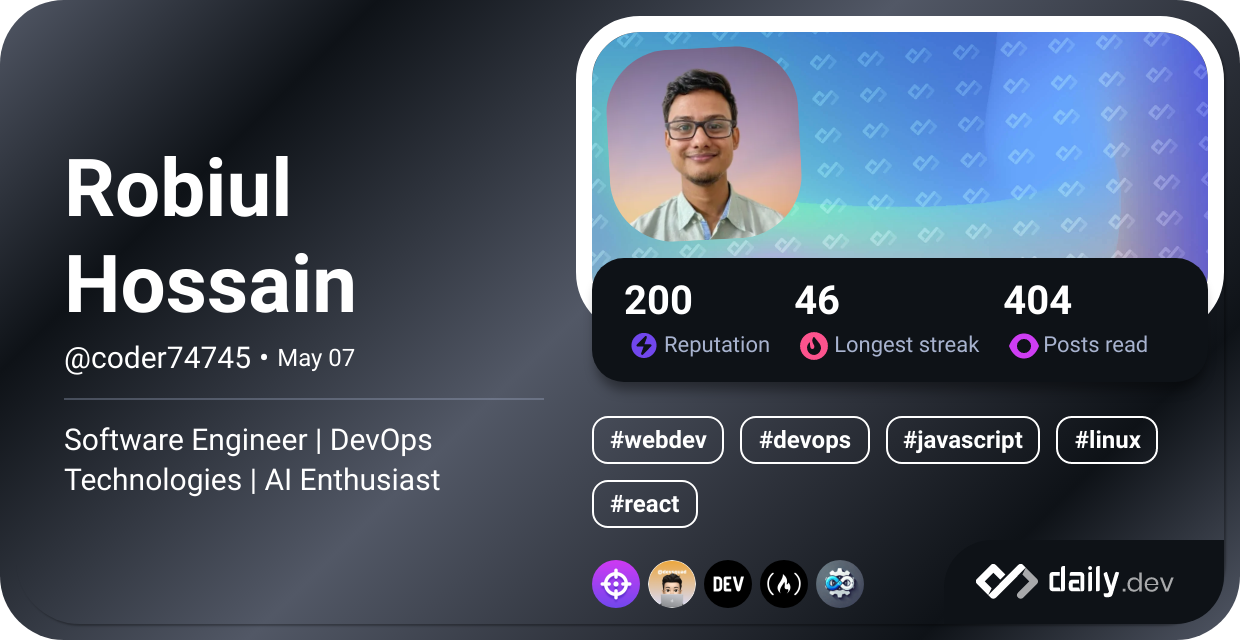 Robiul
Hossain
@coder74745 • May 07
Software Engineer | DevOps
Technologies | AI Enthusiast
200 46 404
Reputation Longest streak Posts read
#webdev #devops #javascript #linux
#react
DEV
daily.dev